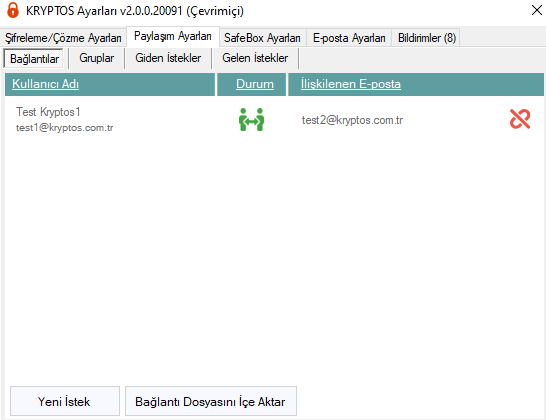 KRYPTOS Ayarları v2.0.0.20091 (Çevrimiçi)
Şifreleme/Çözme Ayarları Paylaşım Ayarları SafeBox Ayarları E-posta Ayarları Bildirimler (8)
Bağlantılar Gruplar Giden İstekler Gelen İstekler
Kullanıcı Adı Durum İlişkilenen E-posta
Test Kryptos1
test1@kryptos.com.tr
test2@kryptos.com.tr
Yeni İstek Bağlantı Dosyasını İçe Aktar